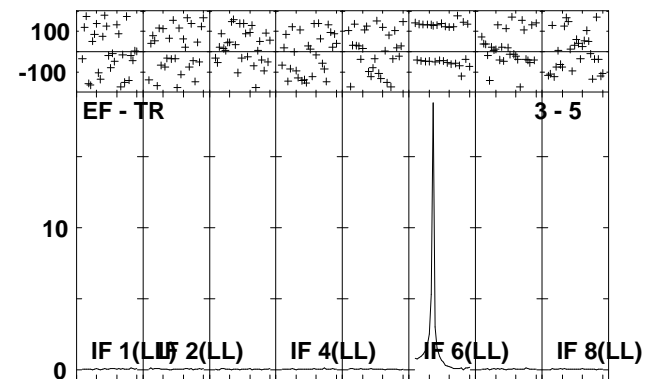 100
-100
EF - TR 3 - 5
10
IF 1(LL) IF 2(LL) IF 4(LL) IF 6(LL) IF 8(LL)
0